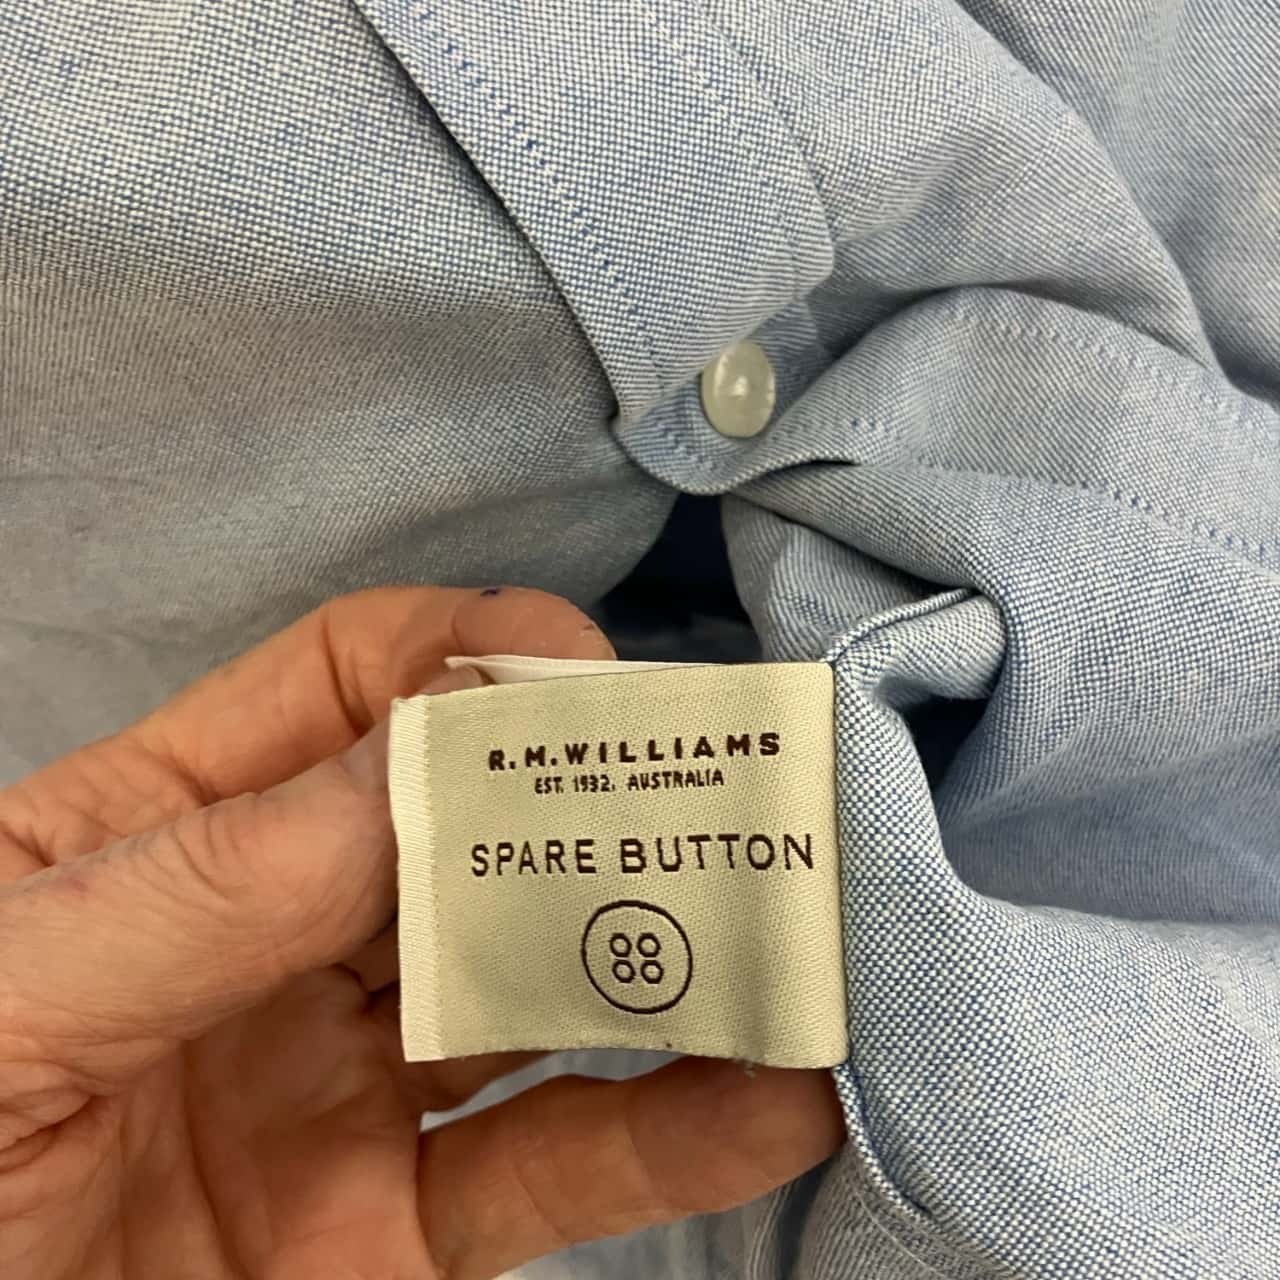 R.M.WILLIAMS
EST. 1932. AUSTRALIA
SPARE BUTTON